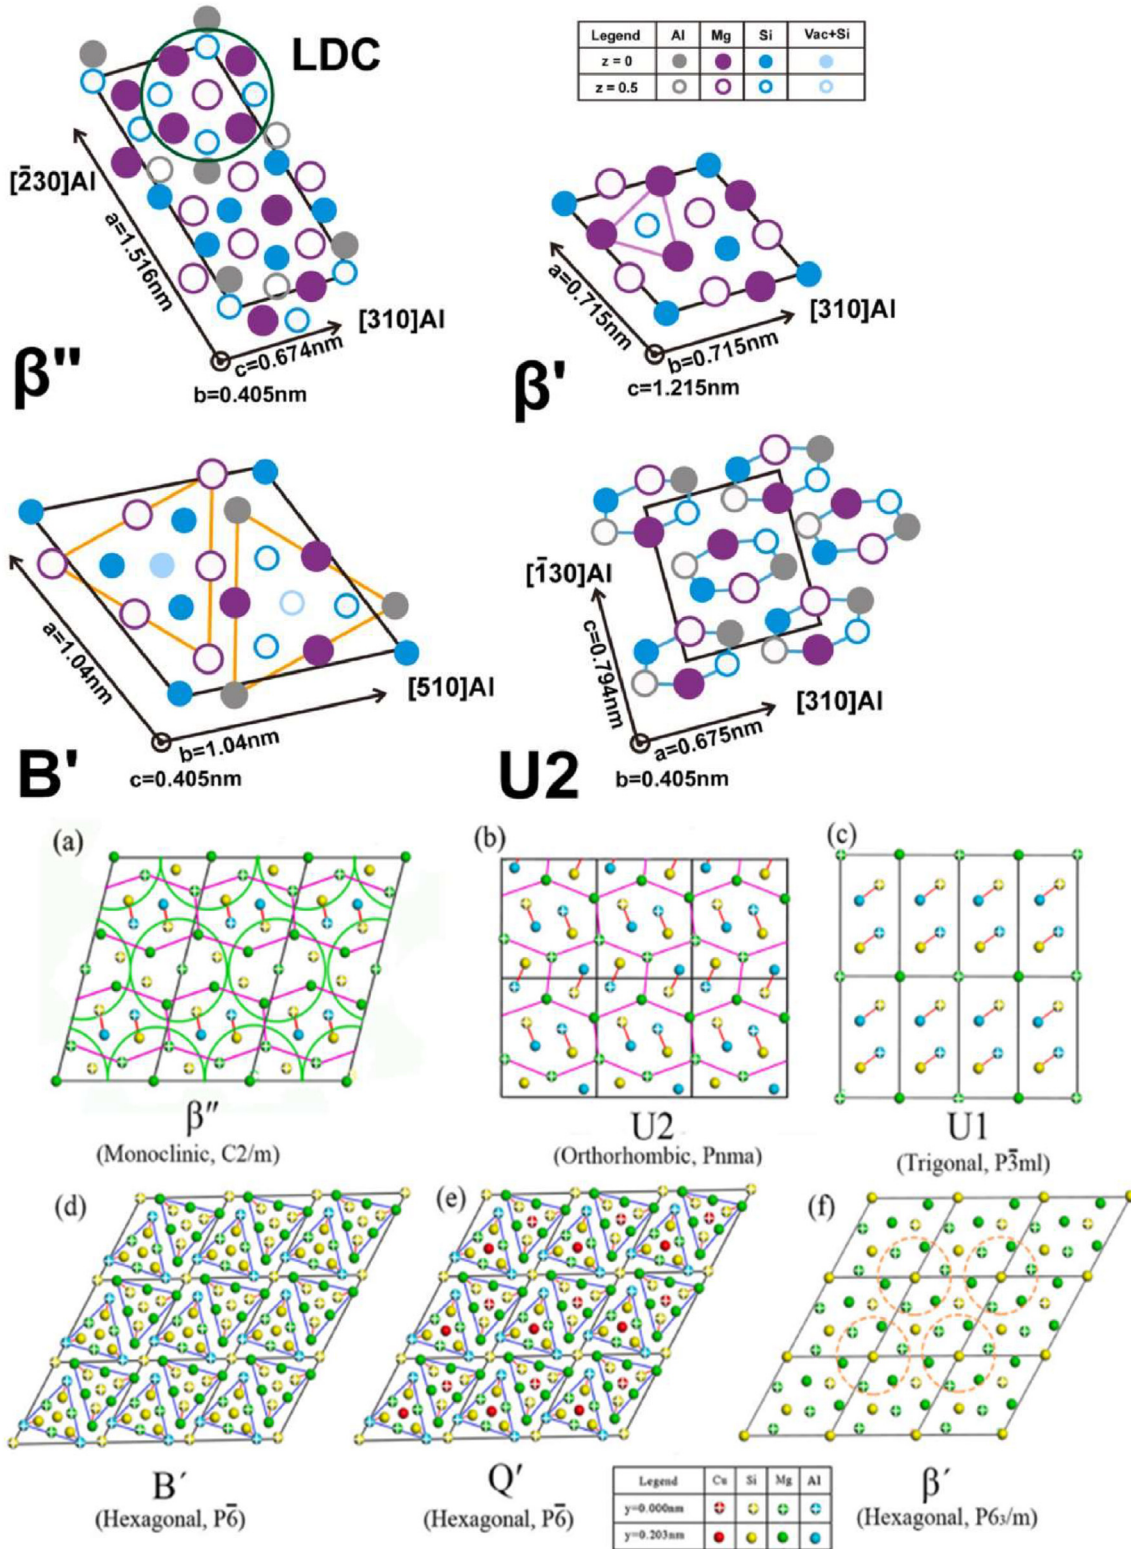 LDC
Legend Al Mg Si Vac+Si
z = 0
z = 0.5
[2̄30]Al
a=1.516nm
[310]Al
c=0.674nm
b=0.405nm
β"
[310]Al
a=0.715nm
b=0.715nm
c=1.215nm
β'
[510]Al
a=1.04nm
b=1.04nm
c=0.405nm
B'
[1̄30]Al
c=0.794nm
[310]Al
a=0.675nm
b=0.405nm
U2
(a)
(b)
(c)
β″
(Monoclinic, C2/m)
U2
(Orthorhombic, Pnma)
U1
(Trigonal, P3̄ml)
(d)
(e)
(f)
B′
(Hexagonal, P6̄)
Q′
(Hexagonal, P6̄)
Legend Cu Si Mg Al
y=0.000nm
y=0.203nm
β′
(Hexagonal, P6₃/m)